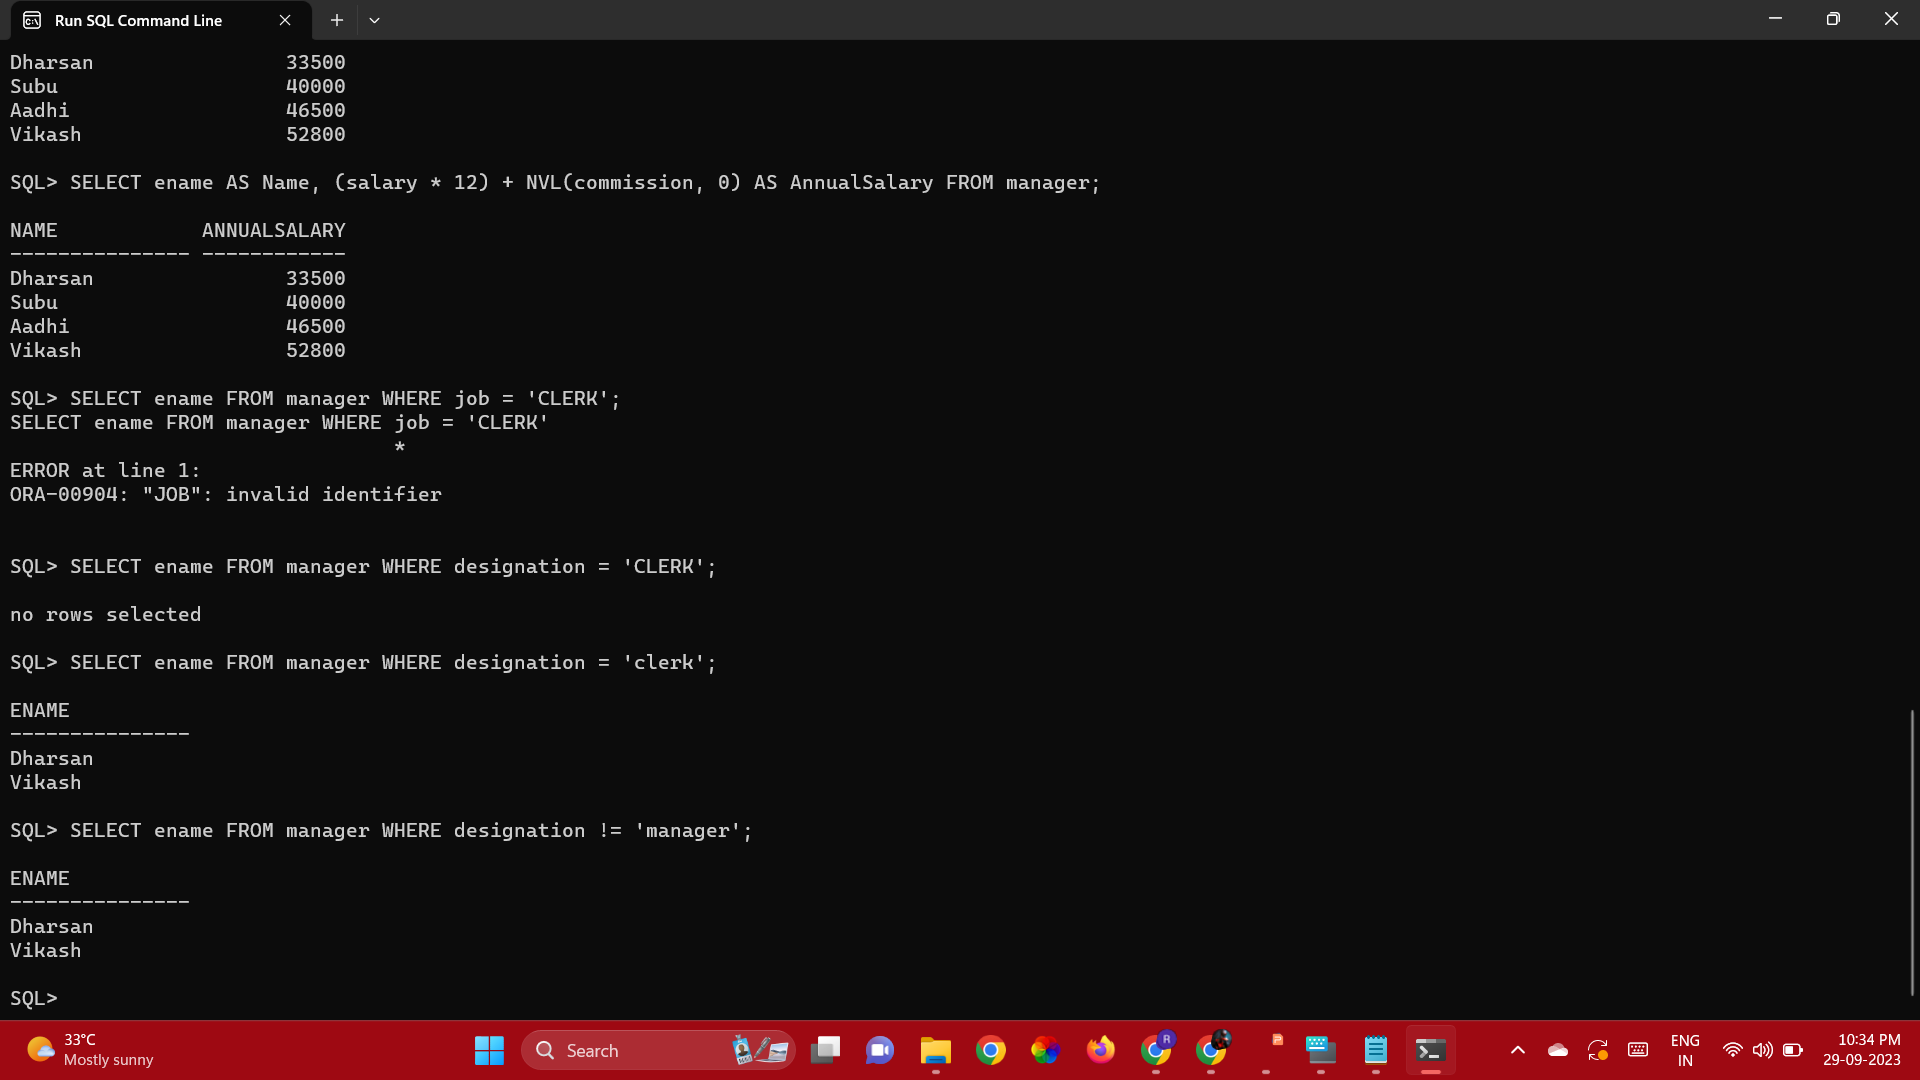 Run SQL Command Line
Dharsan                33500
Subu                   40000
Aadhi                  46500
Vikash                 52800
SQL> SELECT ename AS Name, (salary * 12) + NVL(commission, 0) AS AnnualSalary FROM manager;
NAME            ANNUALSALARY
--------------- ------------
Dharsan                33500
Subu                   40000
Aadhi                  46500
Vikash                 52800
SQL> SELECT ename FROM manager WHERE job = 'CLERK';
SELECT ename FROM manager WHERE job = 'CLERK'
                                *
ERROR at line 1:
ORA-00904: "JOB": invalid identifier
SQL> SELECT ename FROM manager WHERE designation = 'CLERK';
no rows selected
SQL> SELECT ename FROM manager WHERE designation = 'clerk';
ENAME
---------------
Dharsan
Vikash
SQL> SELECT ename FROM manager WHERE designation != 'manager';
ENAME
---------------
Dharsan
Vikash
SQL>
33°C
Mostly sunny
Search
R
ENG
IN
10:34 PM
29-09-2023